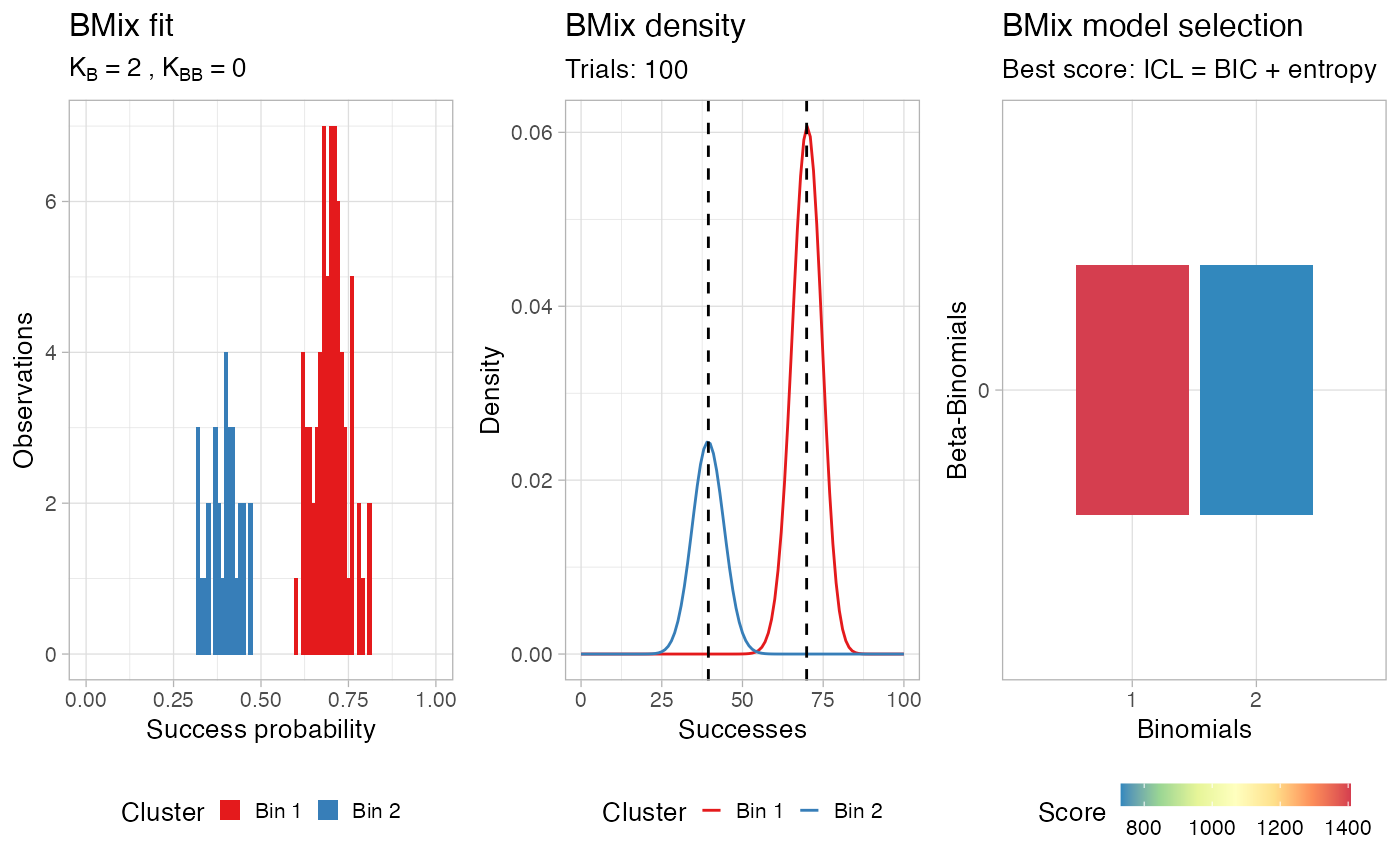 BMix fit
K_B = 2 , K_BB = 0
Observations
6
4
2
0
0.00 0.25 0.50 0.75 1.00
Success probability
Cluster Bin 1 Bin 2
BMix density
Trials: 100
Density
0.06
0.04
0.02
0.00
0 25 50 75 100
Successes
Cluster Bin 1 Bin 2
BMix model selection
Best score: ICL = BIC + entropy
Beta-Binomials
0
1 2
Binomials
Score
800 1000 1200 1400